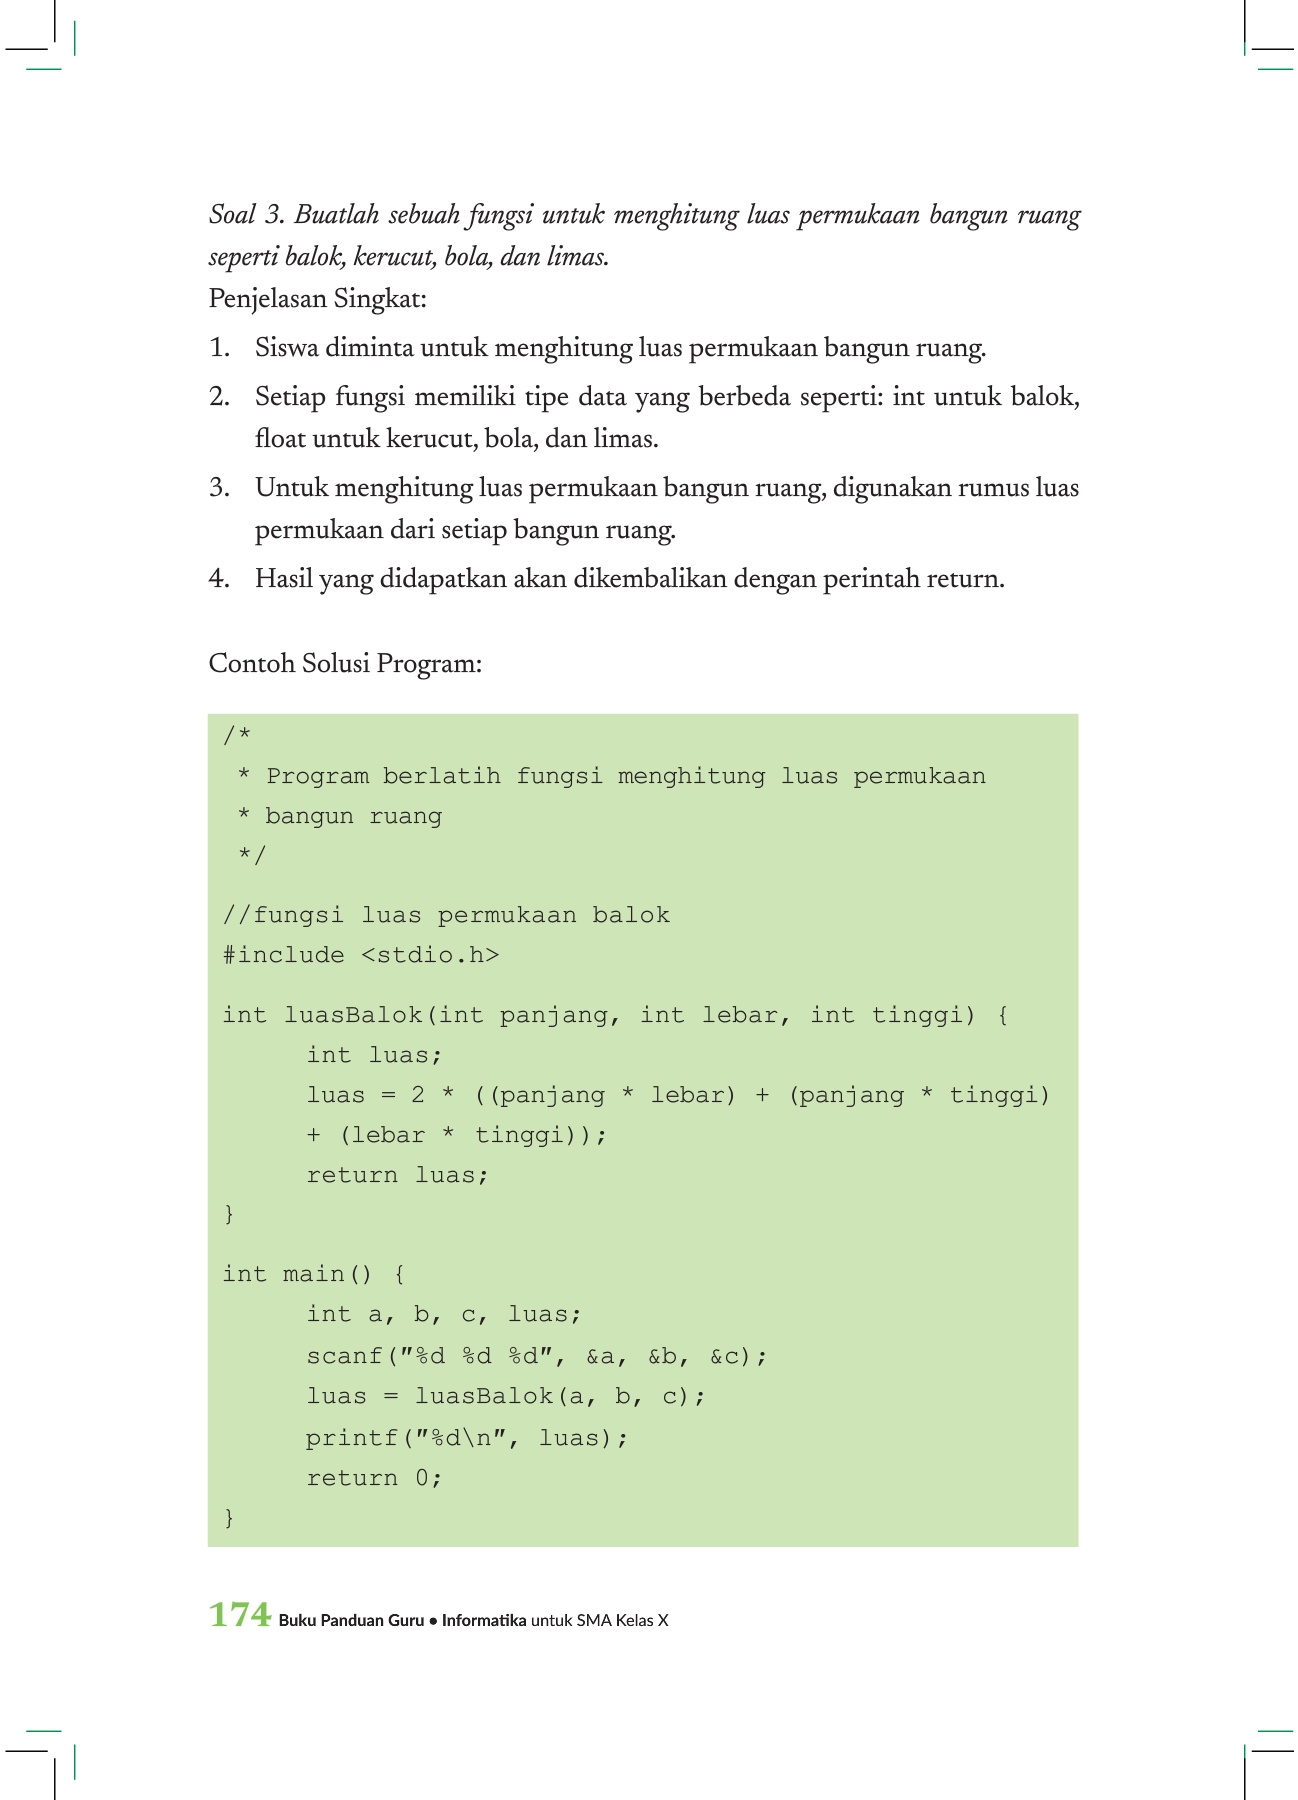 Soal 3. Buatlah sebuah fungsi untuk menghitung luas permukaan bangun ruang
seperti balok, kerucut, bola, dan limas.
Penjelasan Singkat:
1. Siswa diminta untuk menghitung luas permukaan bangun ruang.
2. Setiap fungsi memiliki tipe data yang berbeda seperti: int untuk balok,
float untuk kerucut, bola, dan limas.
3. Untuk menghitung luas permukaan bangun ruang, digunakan rumus luas
permukaan dari setiap bangun ruang.
4. Hasil yang didapatkan akan dikembalikan dengan perintah return.
Contoh Solusi Program:
/*
 * Program berlatih fungsi menghitung luas permukaan
 * bangun ruang
 */
//fungsi luas permukaan balok
#include <stdio.h>
int luasBalok(int panjang, int lebar, int tinggi) {
int luas;
luas = 2 * ((panjang * lebar) + (panjang * tinggi)
+ (lebar * tinggi));
return luas;
}
int main() {
int a, b, c, luas;
scanf("%d %d %d", &a, &b, &c);
luas = luasBalok(a, b, c);
printf("%d\n", luas);
return 0;
}
174 Buku Panduan Guru • Informatika untuk SMA Kelas X